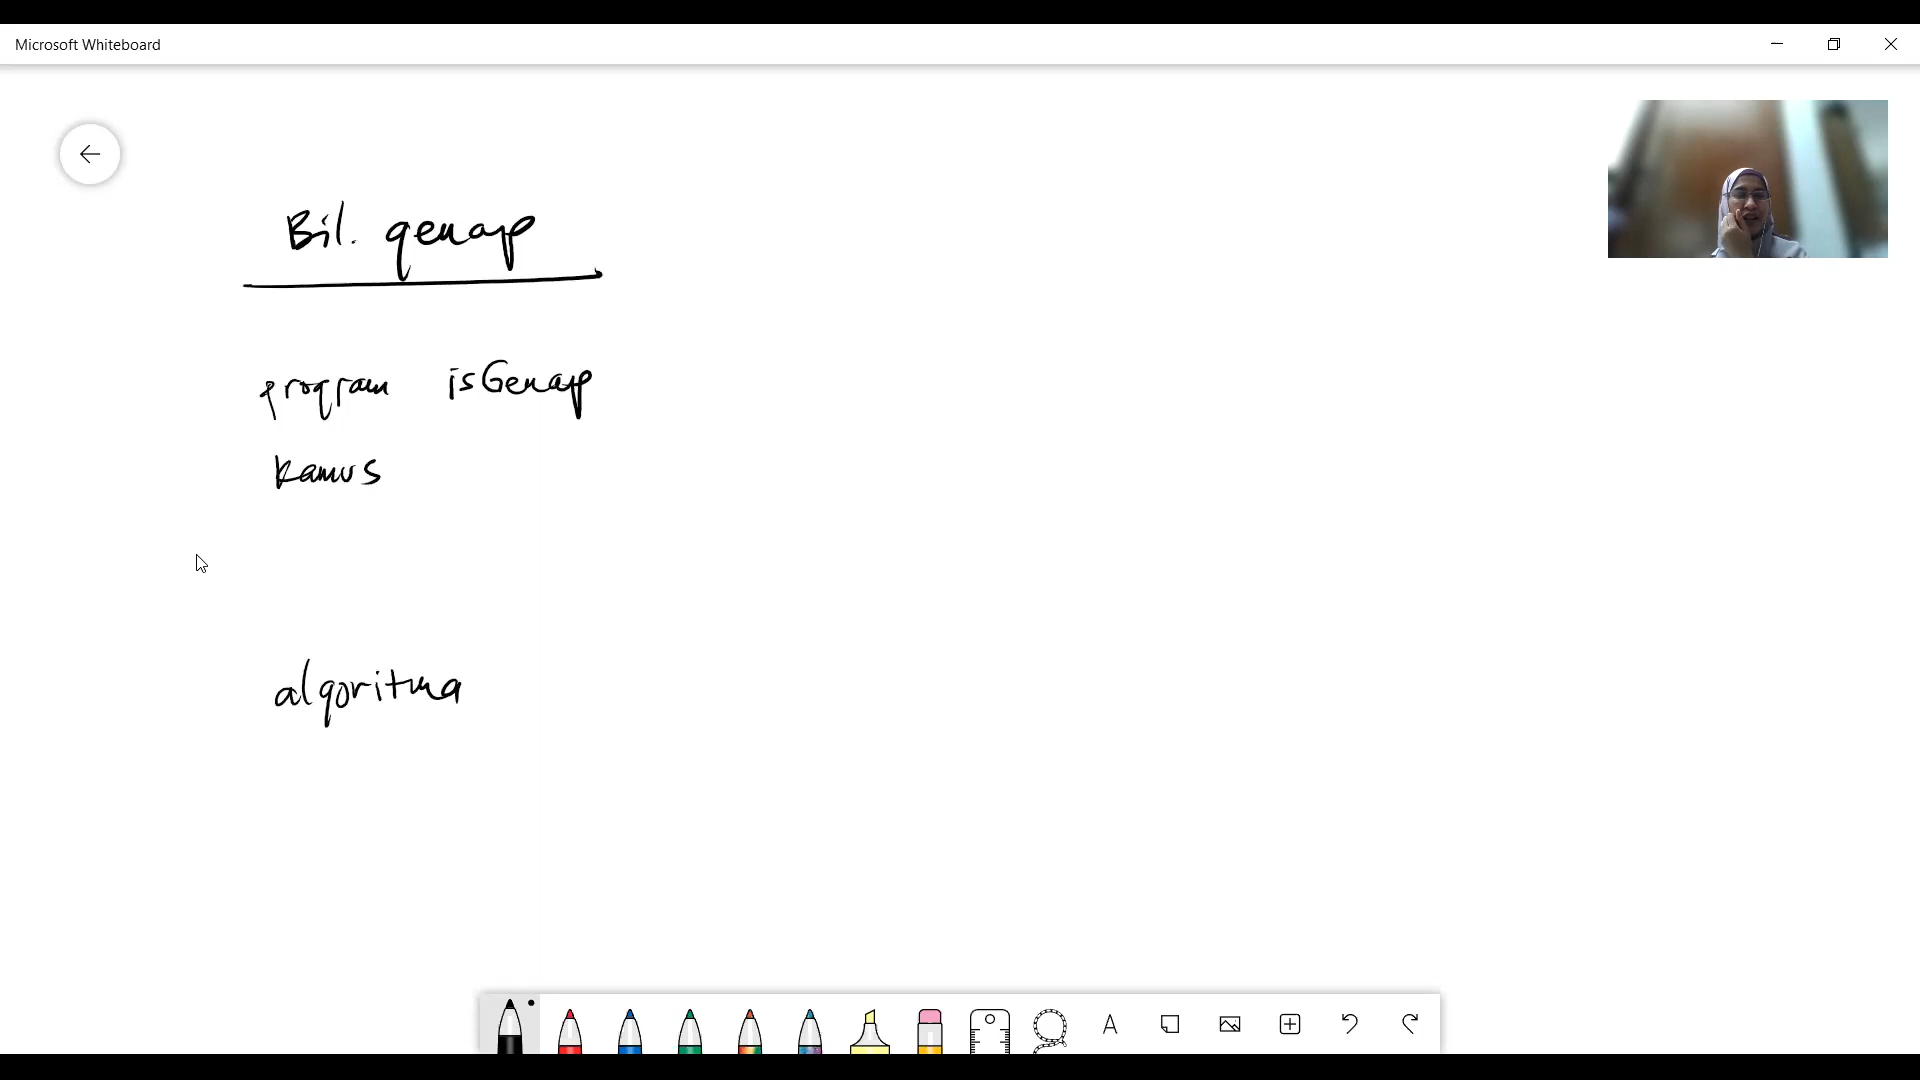 Microsoft Whiteboard
Bil. genap
program isGenap
kamus
algoritma